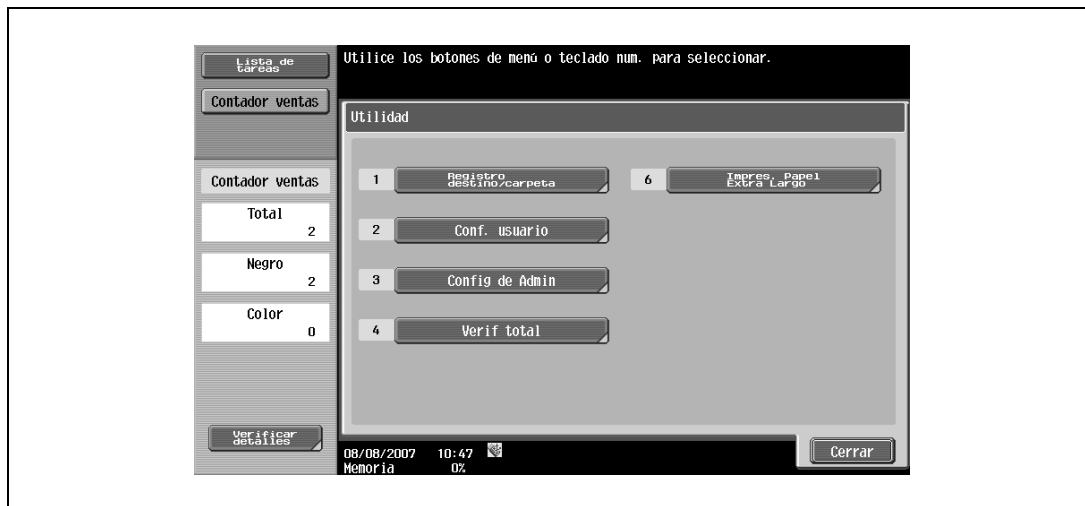 Lista de
tareas
Utilice los botones de menú o teclado num. para seleccionar.
Contador ventas
Utilidad
Contador ventas
Total
2
Negro
2
Color
0
1 Registro
destino/carpeta
6 Impres. Papel
Extra Largo
2 Conf. usuario
3 Config de Admin
4 Verif total
Verificar
detalles
08/08/2007 10:47
Memoria 0%
Cerrar